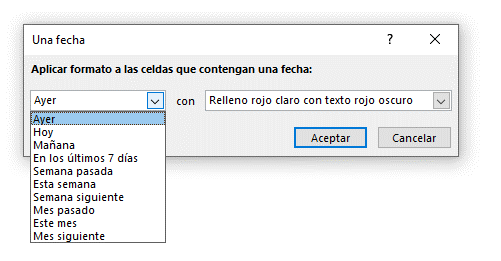 Una fecha
Aplicar formato a las celdas que contengan una fecha:
Ayer con Relleno rojo claro con texto rojo oscuro
Ayer
Hoy
Mañana
En los últimos 7 días
Semana pasada
Esta semana
Semana siguiente
Mes pasado
Este mes
Mes siguiente
Aceptar Cancelar